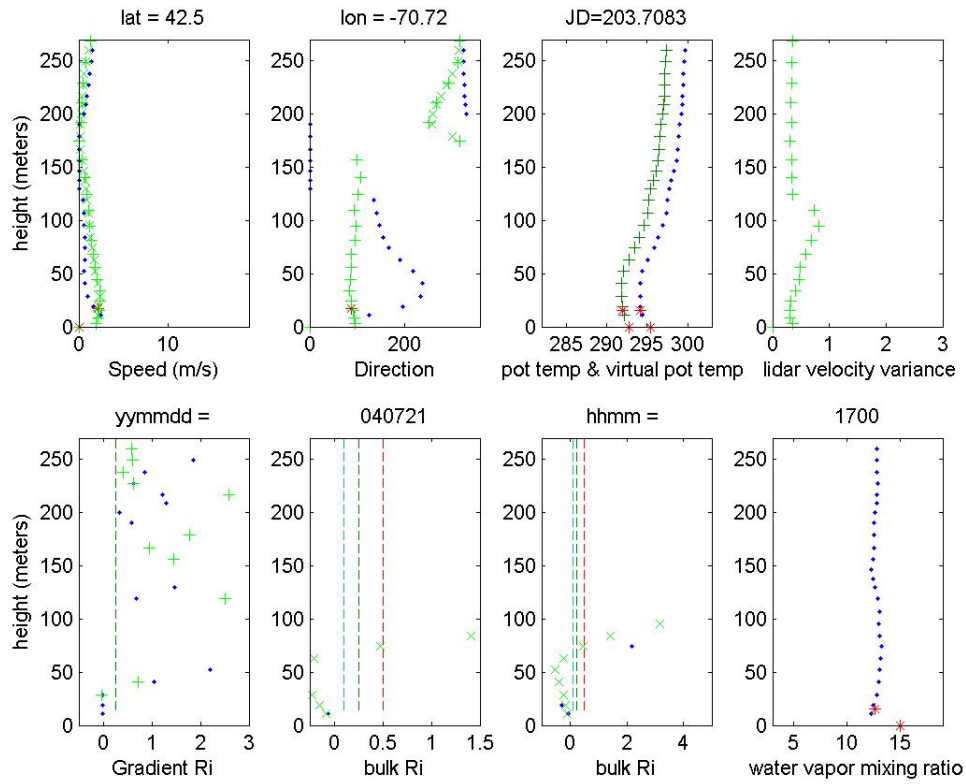 lat = 42.5
lon = -70.72
JD=203.7083
height (meters)
250
200
150
100
50
0
0
10
Speed (m/s)
0
200
Direction
285 290 295 300
pot temp & virtual pot temp
0
1
2
3
lidar velocity variance
yymmdd =
040721
hhmm =
1700
height (meters)
250
200
150
100
50
0
0
1
2
3
Gradient Ri
0
0.5
1
1.5
bulk Ri
0
2
4
bulk Ri
5
10
15
water vapor mixing ratio